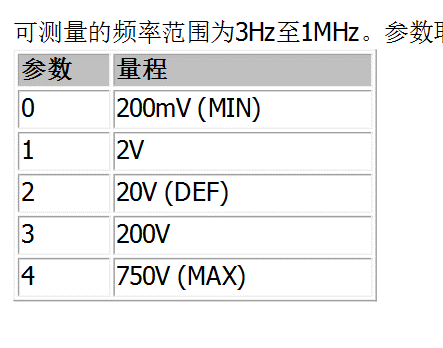 可测量的频率范围为3Hz至1MHz。参数
参数 量程
0 200mV (MIN)
1 2V
2 20V (DEF)
3 200V
4 750V (MAX)